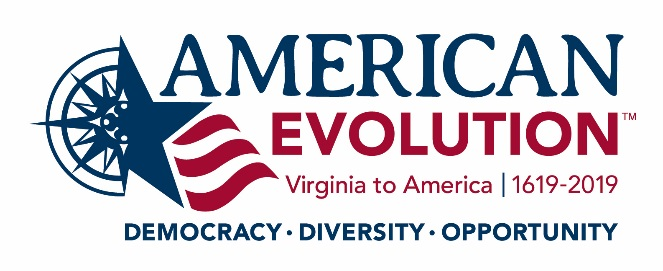 AMERICAN
EVOLUTION™
Virginia to America | 1619-2019
DEMOCRACY · DIVERSITY · OPPORTUNITY